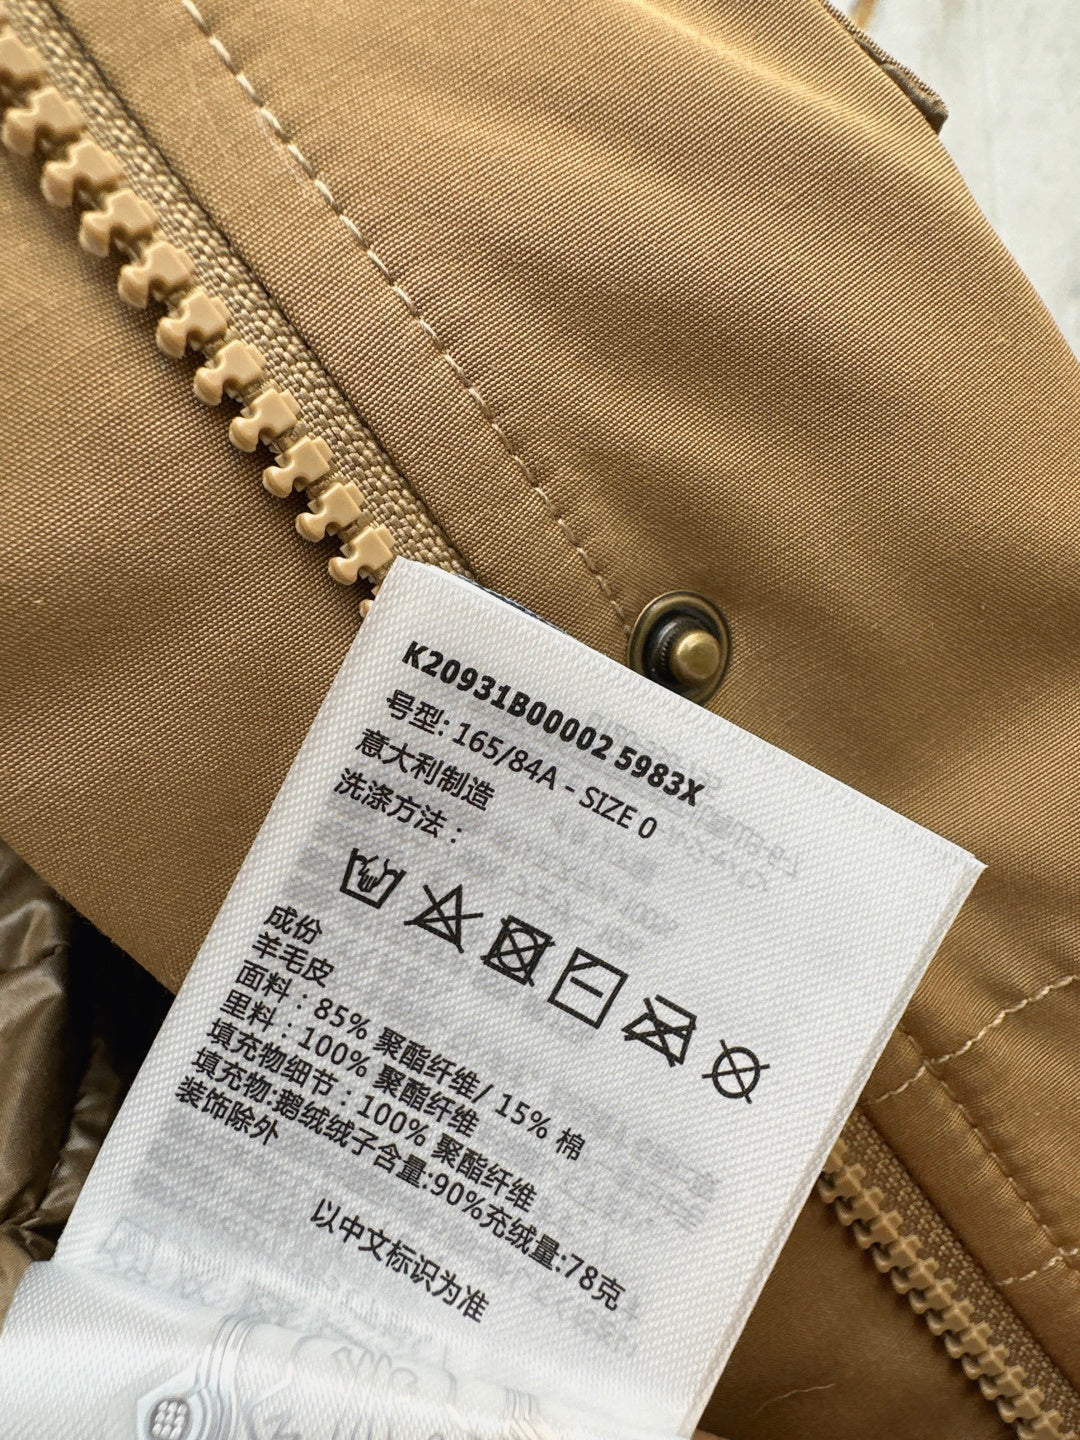 K20931B00002 5983X
号型: 165/84A - SIZE 0
意大利制造
洗涤方法：
成份
羊毛皮
面料：85% 聚酯纤维/ 15% 棉
里料：100% 聚酯纤维
填充物细节：100% 聚酯纤维
填充物:鹅绒绒子含量:90%充绒量:78克
装饰除外
以中文标识为准